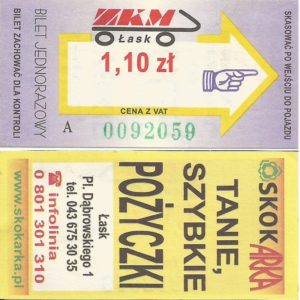 BILET JEDNORAZOWY
BILET ZACHOWAĆ DLA KONTROLI
ZKM
Łask
1,10 zł
CENA Z VAT
A 0092059
SKASOWAĆ PO WEJŚCIU DO POJAZDU
SKOK ARKA
TANIE,
SZYBKIE
POŻYCZKI
Łask
Pl. Dąbrowskiego 1
tel. 043 675 30 35
infolinia
0 801 301 310
www.skokarka.pl